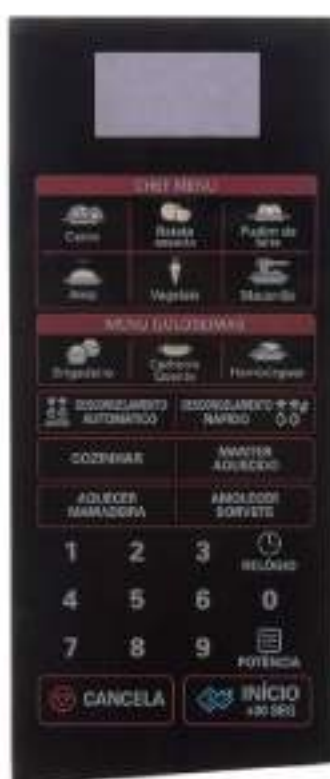 CHEF MENU
Carne
Batata
assada
Pudim de
leite
Arroz
Vegetais
Macarrão
MENU GULOSEIMAS
Brigadeiro
Cachorro
Quente
Hambúrguer
DESCONGELAMENTO
AUTOMÁTICO
DESCONGELAMENTO
RÁPIDO
COZINHAR
MANTER
AQUECIDO
AQUECER
MAMADEIRA
AMOLECER
SORVETE
1 2 3
RELÓGIO
4 5 6 0
7 8 9
POTÊNCIA
CANCELA
INÍCIO
+30 SEG